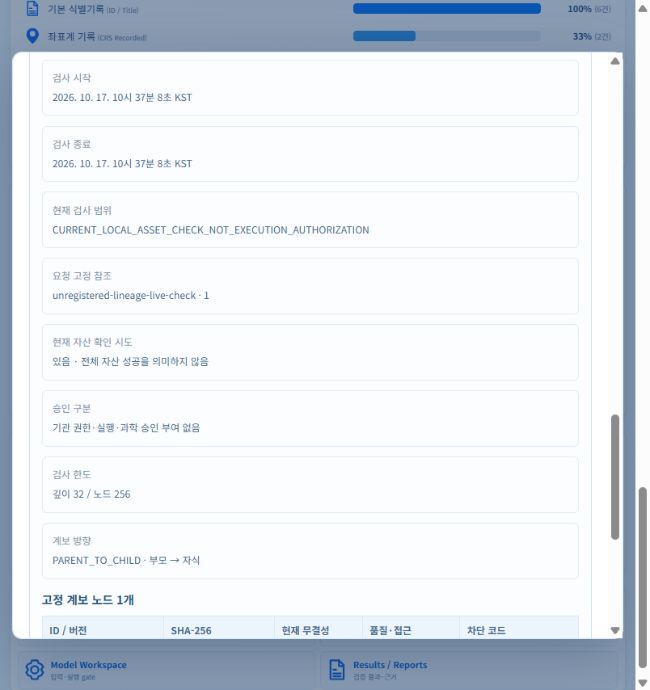 기본 식별기록 (ID / Title) 100% (6건)
좌표계 기록 (CRS Recorded) 33% (2건)
검사 시작
2026. 10. 17. 10시 37분 8초 KST
검사 종료
2026. 10. 17. 10시 37분 8초 KST
현재 검사 범위
CURRENT_LOCAL_ASSET_CHECK_NOT_EXECUTION_AUTHORIZATION
요청 고정 참조
unregistered-lineage-live-check · 1
현재 자산 확인 시도
있음 · 전체 자산 성공을 의미하지 않음
승인 구분
기관 권한·실행·과학 승인 부여 없음
검사 한도
깊이 32 / 노드 256
계보 방향
PARENT_TO_CHILD · 부모 → 자식
고정 계보 노드 1개
ID / 버전 SHA-256 현재 무결성 품질·접근 차단 코드
Model Workspace Results / Reports
입력·실행 gate 검증 결과·근거